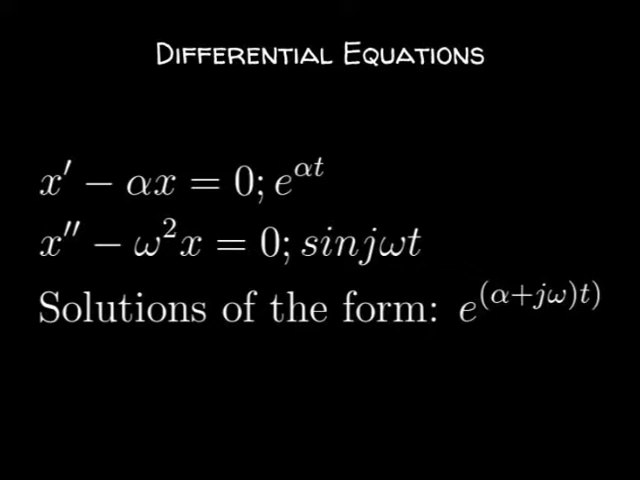 Differential Equations
x′ − αx = 0; e^{αt}
x″ − ω²x = 0; sinjωt
Solutions of the form: e^{(α+jω)t)}